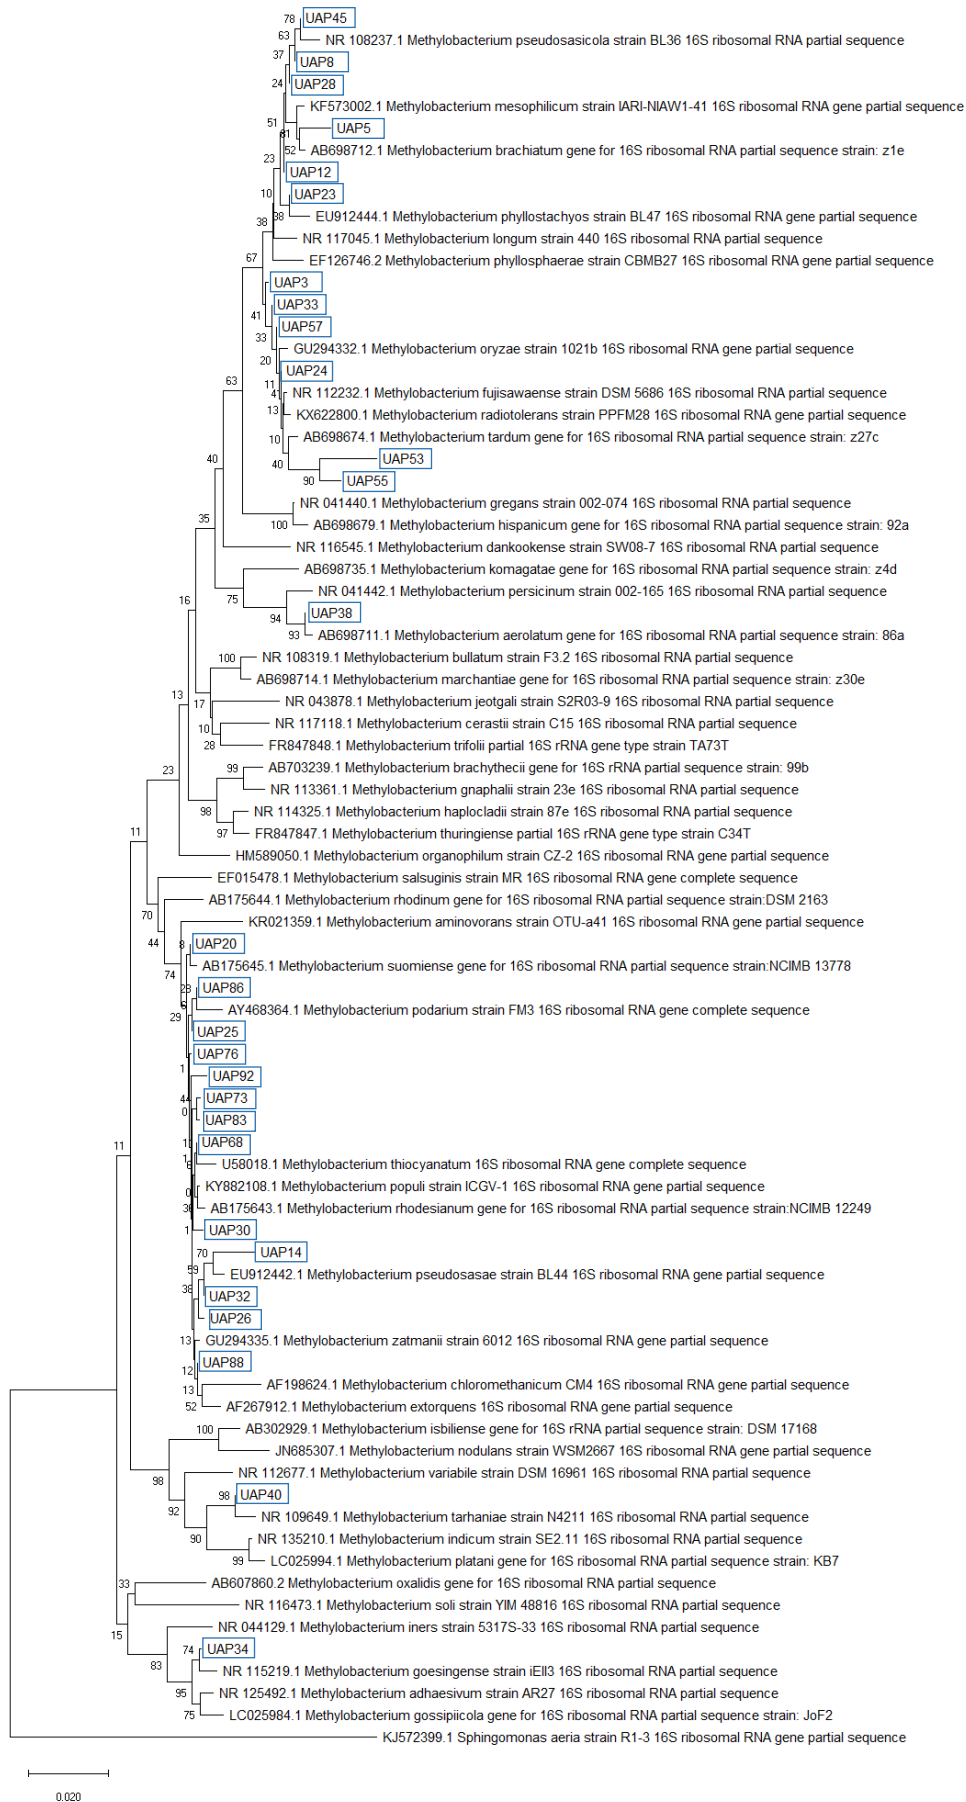 78 UAP45
63 NR 108237.1 Methylobacterium pseudosasicola strain BL36 16S ribosomal RNA partial sequence
37 UAP8
24 UAP28
KF573002.1 Methylobacterium mesophilicum strain IARI-NIAW1-41 16S ribosomal RNA gene partial sequence
51 81 UAP5
52 AB698712.1 Methylobacterium brachiatum gene for 16S ribosomal RNA partial sequence strain: z1e
23 UAP12
10 UAP23
38 EU912444.1 Methylobacterium phyllostachyos strain BL47 16S ribosomal RNA gene partial sequence
38 NR 117045.1 Methylobacterium longum strain 440 16S ribosomal RNA partial sequence
67 EF126746.2 Methylobacterium phyllosphaerae strain CBMB27 16S ribosomal RNA gene partial sequence
UAP3
41 UAP33
33 UAP57
20 GU294332.1 Methylobacterium oryzae strain 1021b 16S ribosomal RNA gene partial sequence
11 UAP24
41 NR 112232.1 Methylobacterium fujisawaense strain DSM 5686 16S ribosomal RNA partial sequence
13 KX622800.1 Methylobacterium radiotolerans strain PPFM28 16S ribosomal RNA gene partial sequence
10 AB698674.1 Methylobacterium tardum gene for 16S ribosomal RNA partial sequence strain: z27c
40 UAP53
90 UAP55
63
40 NR 041440.1 Methylobacterium gregans strain 002-074 16S ribosomal RNA partial sequence
100 AB698679.1 Methylobacterium hispanicum gene for 16S ribosomal RNA partial sequence strain: 92a
35 NR 116545.1 Methylobacterium dankookense strain SW08-7 16S ribosomal RNA partial sequence
AB698735.1 Methylobacterium komagatae gene for 16S ribosomal RNA partial sequence strain: z4d
75 NR 041442.1 Methylobacterium persicinum strain 002-165 16S ribosomal RNA partial sequence
16 94 UAP38
93 AB698711.1 Methylobacterium aerolatum gene for 16S ribosomal RNA partial sequence strain: 86a
100 NR 108319.1 Methylobacterium bullatum strain F3.2 16S ribosomal RNA partial sequence
AB698714.1 Methylobacterium marchantiae gene for 16S ribosomal RNA partial sequence strain: z30e
13 17 NR 043878.1 Methylobacterium jeotgali strain S2R03-9 16S ribosomal RNA partial sequence
10 NR 117118.1 Methylobacterium cerastii strain C15 16S ribosomal RNA partial sequence
28 FR847848.1 Methylobacterium trifolii partial 16S rRNA gene type strain TA73T
23 99 AB703239.1 Methylobacterium brachythecii gene for 16S rRNA partial sequence strain: 99b
NR 113361.1 Methylobacterium gnaphalii strain 23e 16S ribosomal RNA partial sequence
98 NR 114325.1 Methylobacterium haplocladii strain 87e 16S ribosomal RNA partial sequence
11 97 FR847847.1 Methylobacterium thuringiense partial 16S rRNA gene type strain C34T
HM589050.1 Methylobacterium organophilum strain CZ-2 16S ribosomal RNA gene partial sequence
EF015478.1 Methylobacterium salsuginis strain MR 16S ribosomal RNA gene complete sequence
70 AB175644.1 Methylobacterium rhodinum gene for 16S ribosomal RNA partial sequence strain:DSM 2163
KR021359.1 Methylobacterium aminovorans strain OTU-a41 16S ribosomal RNA gene partial sequence
44 8 UAP20
74 AB175645.1 Methylobacterium suomiense gene for 16S ribosomal RNA partial sequence strain:NCIMB 13778
28 UAP86
6 AY468364.1 Methylobacterium podarium strain FM3 16S ribosomal RNA gene complete sequence
29 UAP25
UAP76
1 UAP92
44 UAP73
0 UAP83
1 UAP68
11 1 6 U58018.1 Methylobacterium thiocyanatum 16S ribosomal RNA gene complete sequence
0 KY882108.1 Methylobacterium populi strain ICGV-1 16S ribosomal RNA gene partial sequence
36 AB175643.1 Methylobacterium rhodesianum gene for 16S ribosomal RNA partial sequence strain:NCIMB 12249
1 UAP30
70 UAP14
59 EU912442.1 Methylobacterium pseudosasae strain BL44 16S ribosomal RNA gene partial sequence
38 UAP32
UAP26
13 GU294335.1 Methylobacterium zatmanii strain 6012 16S ribosomal RNA gene partial sequence
12 UAP88
13 AF198624.1 Methylobacterium chloromethanicum CM4 16S ribosomal RNA gene partial sequence
52 AF267912.1 Methylobacterium extorquens 16S ribosomal RNA gene partial sequence
100 AB302929.1 Methylobacterium isbiliense gene for 16S rRNA partial sequence strain: DSM 17168
JN685307.1 Methylobacterium nodulans strain WSM2667 16S ribosomal RNA gene partial sequence
98 NR 112677.1 Methylobacterium variabile strain DSM 16961 16S ribosomal RNA partial sequence
98 UAP40
92 NR 109649.1 Methylobacterium tarhaniae strain N4211 16S ribosomal RNA partial sequence
90 NR 135210.1 Methylobacterium indicum strain SE2.11 16S ribosomal RNA partial sequence
99 LC025994.1 Methylobacterium platani gene for 16S ribosomal RNA partial sequence strain: KB7
33 AB607860.2 Methylobacterium oxalidis gene for 16S ribosomal RNA partial sequence
NR 116473.1 Methylobacterium soli strain YIM 48816 16S ribosomal RNA partial sequence
15 NR 044129.1 Methylobacterium iners strain 5317S-33 16S ribosomal RNA partial sequence
74 UAP34
83 NR 115219.1 Methylobacterium goesingense strain iEII3 16S ribosomal RNA partial sequence
95 NR 125492.1 Methylobacterium adhaesivum strain AR27 16S ribosomal RNA partial sequence
75 LC025984.1 Methylobacterium gossipiicola gene for 16S ribosomal RNA partial sequence strain: JoF2
KJ572399.1 Sphingomonas aeria strain R1-3 16S ribosomal RNA gene partial sequence
0.020